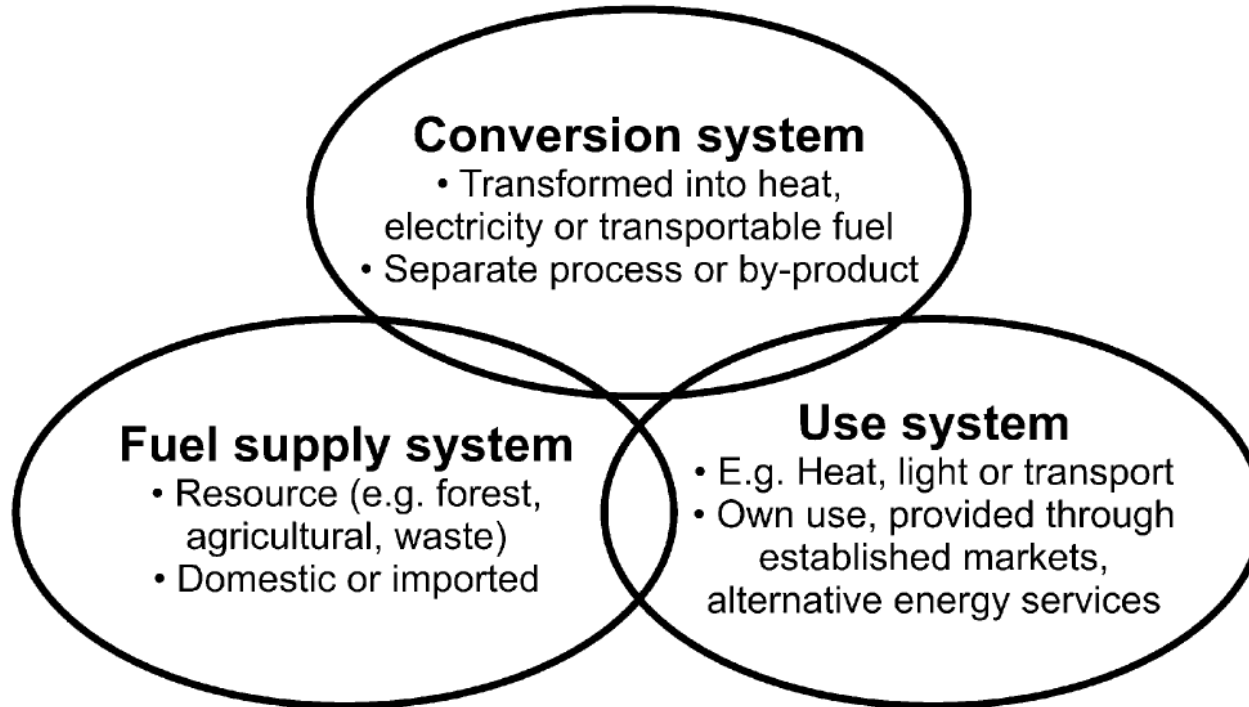 Conversion system
• Transformed into heat,
electricity or transportable fuel
• Separate process or by-product
Fuel supply system
• Resource (e.g. forest,
agricultural, waste)
• Domestic or imported
Use system
• E.g. Heat, light or transport
• Own use, provided through
established markets,
alternative energy services